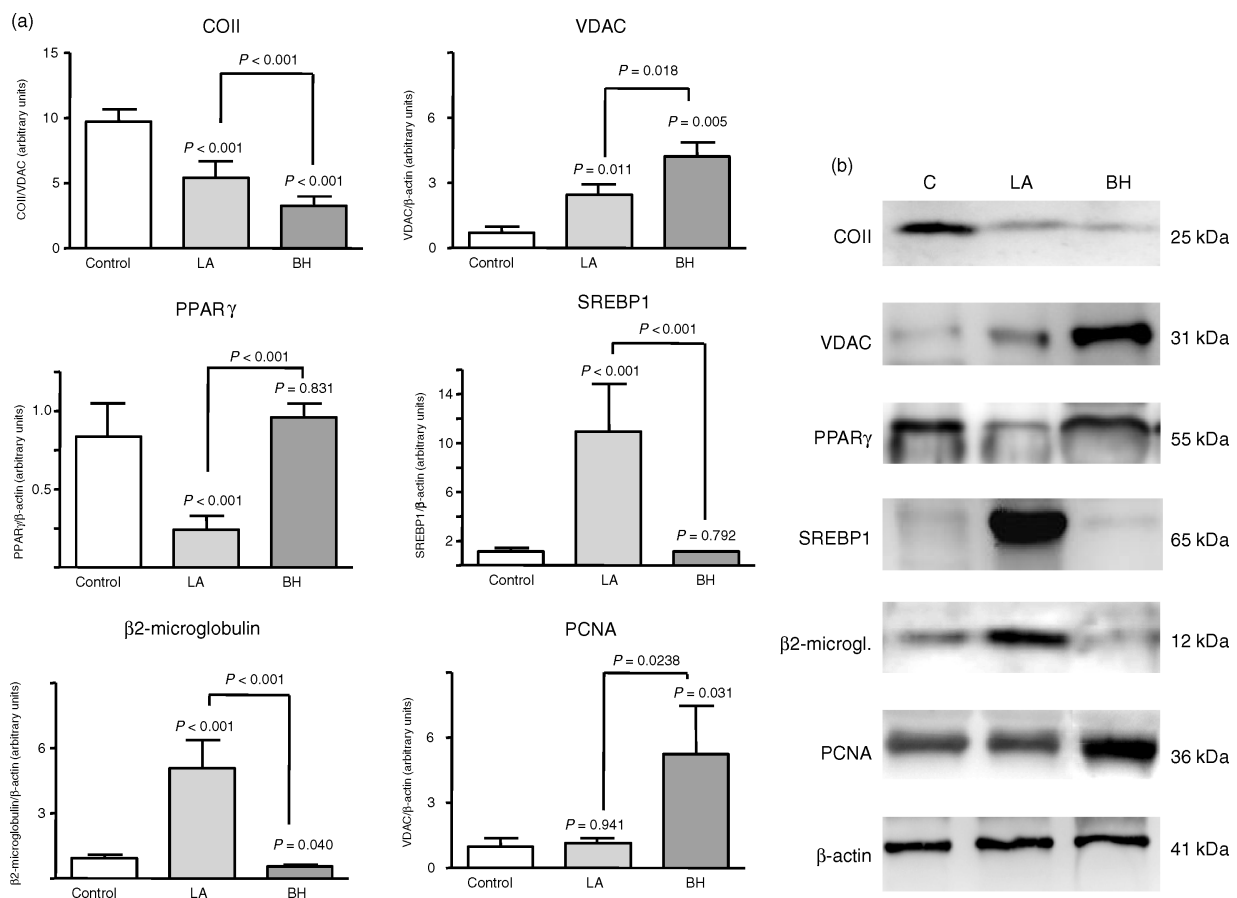 (a)
COII
15
10
5
0
COII/VDAC (arbitrary units)
P < 0.001
P < 0.001
P < 0.001
Control LA BH
VDAC
6
3
0
VDAC/β-actin (arbitrary units)
P = 0.018
P = 0.005
P = 0.011
Control LA BH
PPARγ
1.0
0.5
PPARγ/β-actin (arbitrary units)
P < 0.001
P = 0.831
P < 0.001
Control LA BH
SREBP1
14
10
6
2
SREBP1/β-actin (arbitrary units)
P < 0.001
P < 0.001
P = 0.792
Control LA BH
β2-microglobulin
6
3
β2-microglobulin/β-actin (arbitrary units)
P < 0.001
P < 0.001
P = 0.040
Control LA BH
PCNA
6
3
0
VDAC/β-actin (arbitrary units)
P = 0.0238
P = 0.031
P = 0.941
Control LA BH
(b)
C LA BH
COII 25 kDa
VDAC 31 kDa
PPARγ 55 kDa
SREBP1 65 kDa
β2-microgl. 12 kDa
PCNA 36 kDa
β-actin 41 kDa